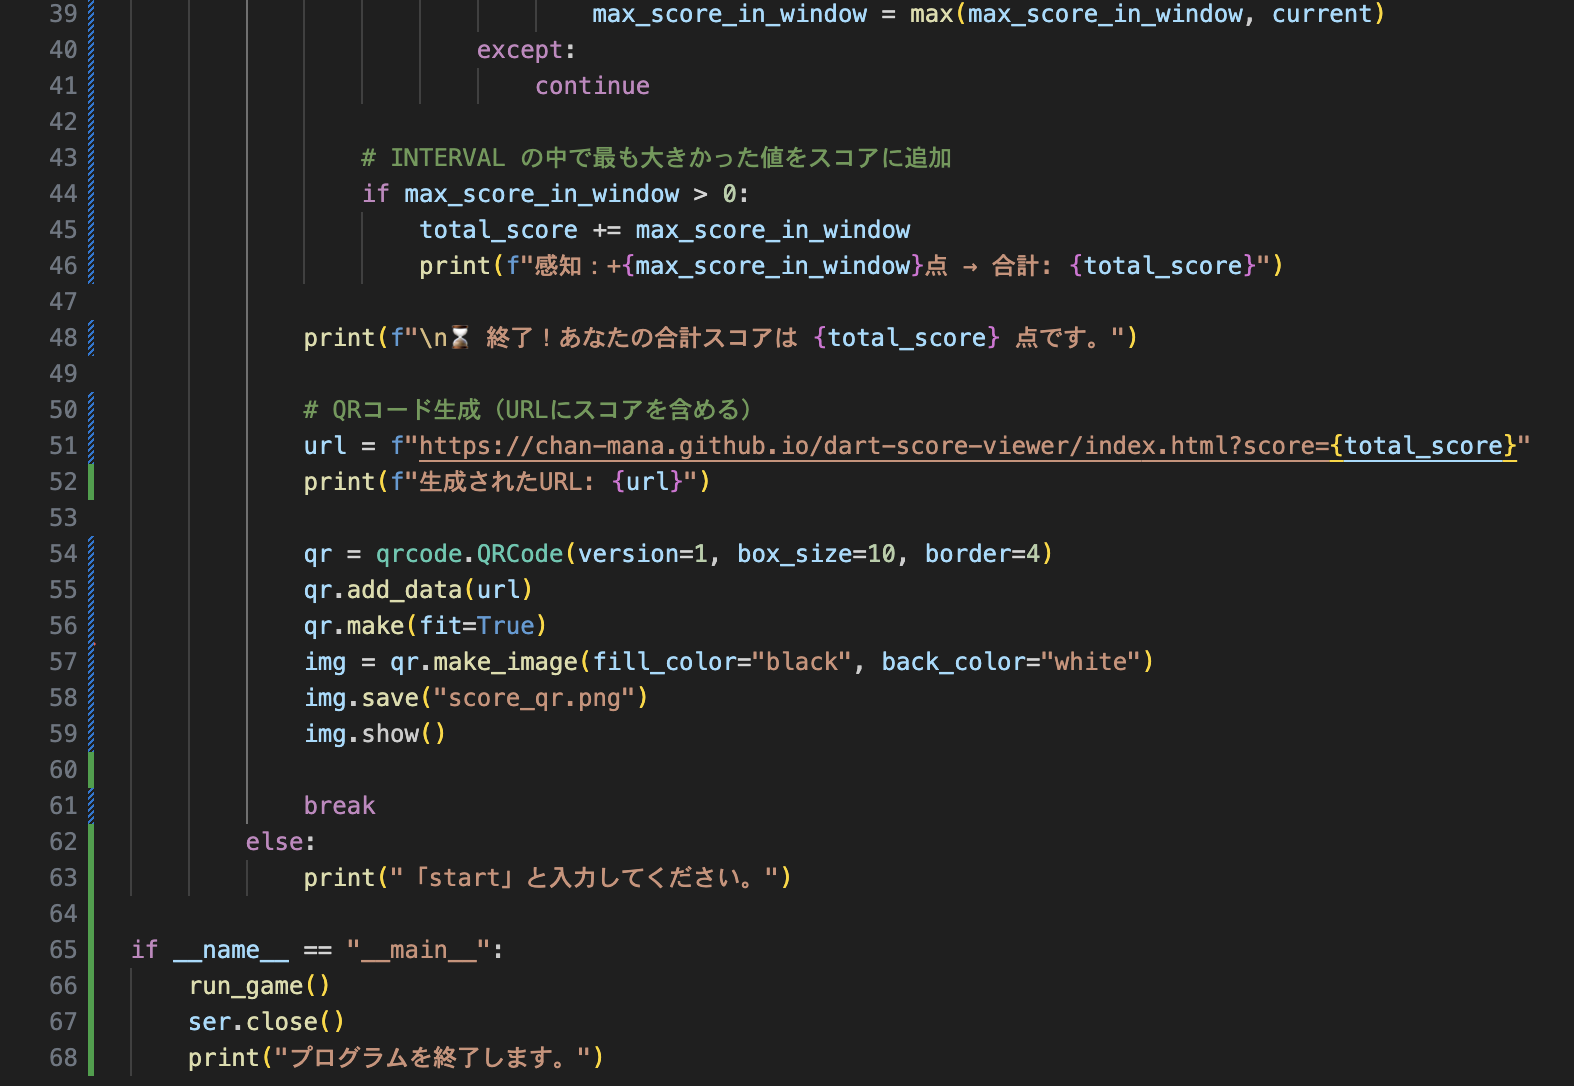 39 max_score_in_window = max(max_score_in_window, current)
40 except:
41 continue
42
43 # INTERVAL の中で最も大きかった値をスコアに追加
44 if max_score_in_window > 0:
45 total_score += max_score_in_window
46 print(f"感知：+{max_score_in_window}点 → 合計: {total_score}")
47
48 print(f"\n⏳ 終了！あなたの合計スコアは {total_score} 点です。")
49
50 # QRコード生成（URLにスコアを含める）
51 url = f"https://chan-mana.github.io/dart-score-viewer/index.html?score={total_score}"
52 print(f"生成されたURL: {url}")
53
54 qr = qrcode.QRCode(version=1, box_size=10, border=4)
55 qr.add_data(url)
56 qr.make(fit=True)
57 img = qr.make_image(fill_color="black", back_color="white")
58 img.save("score_qr.png")
59 img.show()
60
61 break
62 else:
63 print("「start」と入力してください。")
64
65 if __name__ == "__main__":
66 run_game()
67 ser.close()
68 print("プログラムを終了します。")